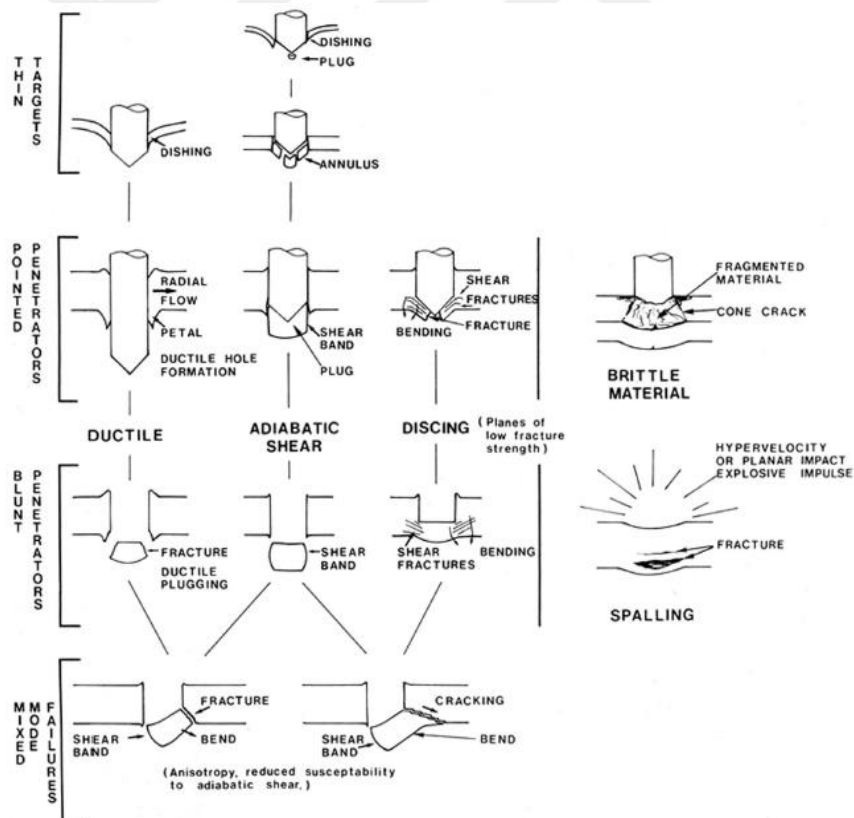 THIN
TARGETS
DISHING
PLUG
DISHING
ANNULUS
POINTED
PENETRATORS
RADIAL
FLOW
PETAL
DUCTILE HOLE
FORMATION
SHEAR
BAND
PLUG
SHEAR
FRACTURES
BENDING
FRACTURE
FRAGMENTED
MATERIAL
CONE CRACK
BRITTLE
MATERIAL
DUCTILE
ADIABATIC
SHEAR
DISCING
(Planes of
low fracture
strength)
BLUNT
PENETRATORS
FRACTURE
DUCTILE
PLUGGING
SHEAR
BAND
SHEAR
FRACTURES
BENDING
HYPERVELOCITY
OR PLANAR IMPACT
EXPLOSIVE IMPULSE
FRACTURE
SPALLING
MIXED
MODE
FAILURES
FRACTURE
SHEAR
BAND
BEND
CRACKING
SHEAR
BAND
BEND
(Anisotropy, reduced susceptability
to adiabatic shear.)